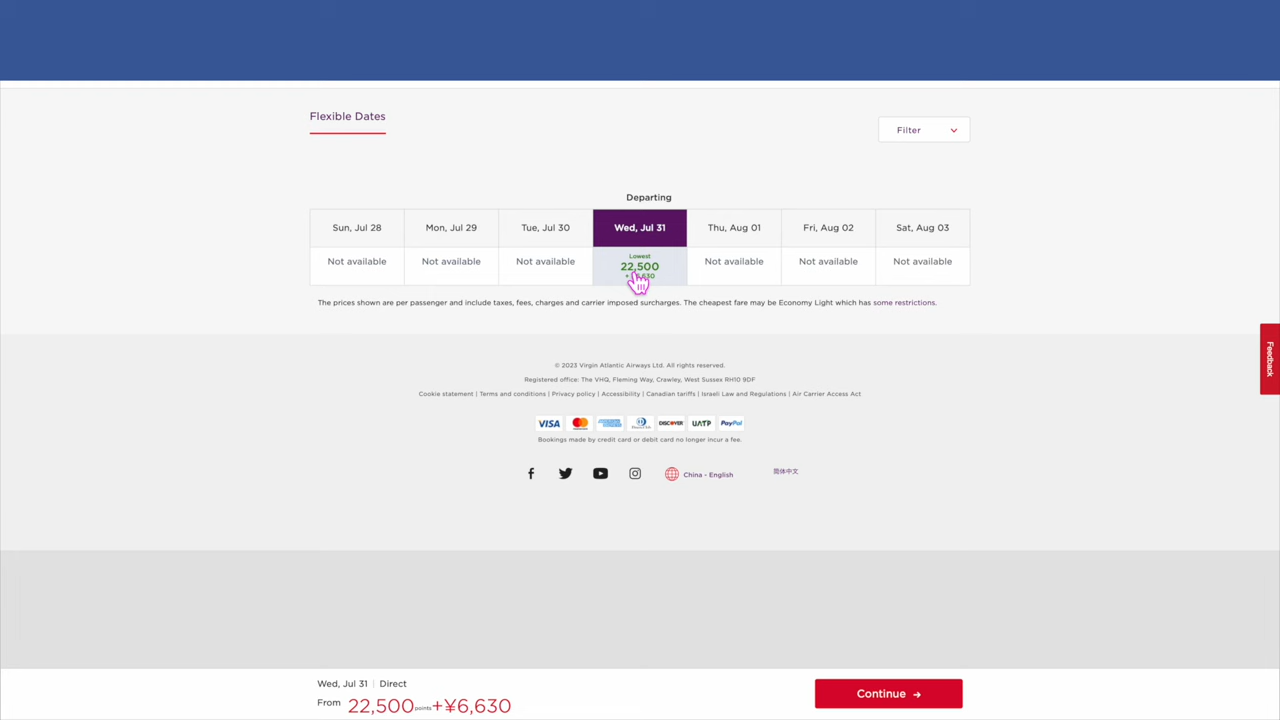 Flexible Dates
Filter
Departing
Sun, Jul 28
Mon, Jul 29
Tue, Jul 30
Wed, Jul 31
Thu, Aug 01
Fri, Aug 02
Sat, Aug 03
Not available
Not available
Not available
Lowest
22,500
Not available
Not available
Not available
The prices shown are per passenger and include taxes, fees, charges and carrier imposed surcharges. The cheapest fare may be Economy Light which has some restrictions.
Feedback
© 2023 Virgin Atlantic Airways Ltd. All rights reserved.
Registered office: The VHQ, Fleming Way, Crawley, West Sussex RH10 9DF
Cookie statement | Terms and conditions | Privacy policy | Accessibility | Canadian tariffs | Israeli Law and Regulations | Air Carrier Access Act
VISA
DISCOVER
UATP
PayPal
Bookings made by credit card or debit card no longer incur a fee.
China - English
简体中文
Wed, Jul 31 | Direct
From 22,500 points +¥6,630
Continue →